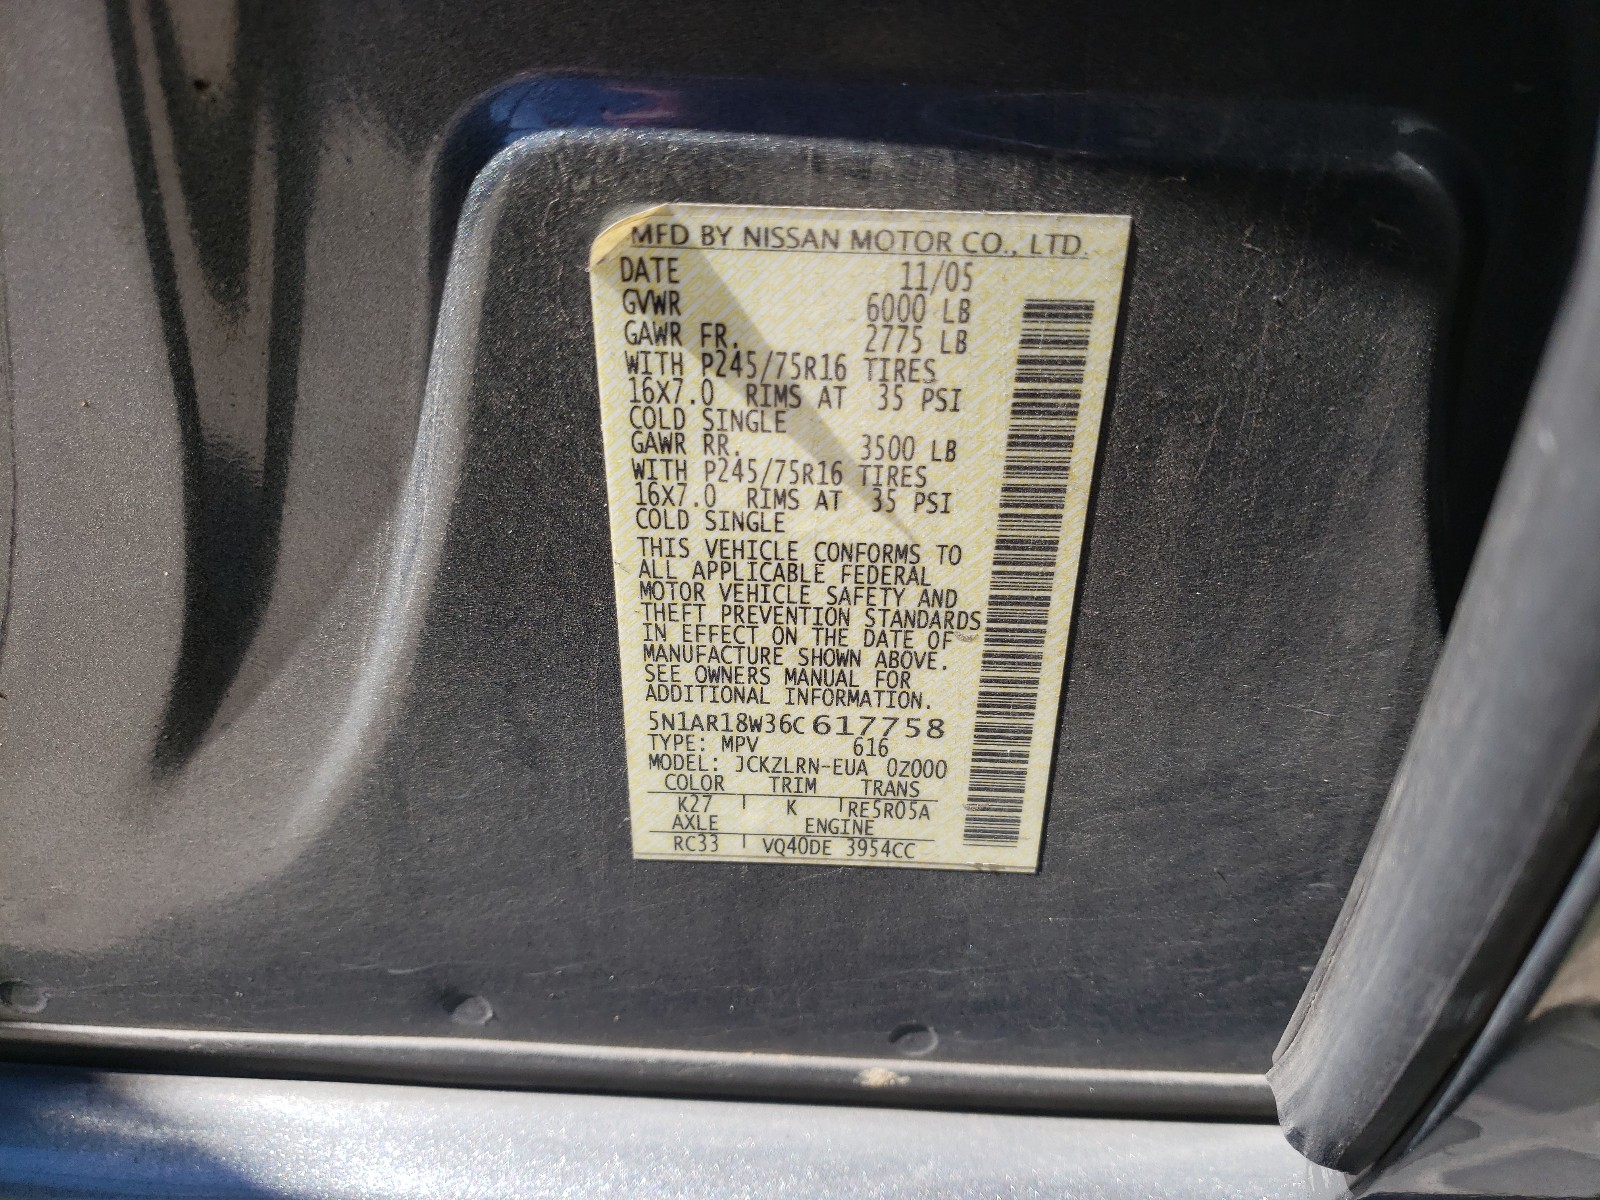 MFD BY NISSAN MOTOR CO., LTD.
DATE 11/05
GVWR 6000 LB
GAWR FR. 2775 LB
WITH P245/75R16 TIRES
16X7.0 RIMS AT 35 PSI
COLD SINGLE
GAWR RR. 3500 LB
WITH P245/75R16 TIRES
16X7.0 RIMS AT 35 PSI
COLD SINGLE
THIS VEHICLE CONFORMS TO
ALL APPLICABLE FEDERAL
MOTOR VEHICLE SAFETY AND
THEFT PREVENTION STANDARDS
IN EFFECT ON THE DATE OF
MANUFACTURE SHOWN ABOVE.
SEE OWNERS MANUAL FOR
ADDITIONAL INFORMATION.
5N1AR18W36C617758
TYPE: MPV 616
MODEL: JCKZLRN-EUA 0Z000
COLOR TRIM TRANS
K27 K RE5R05A
AXLE ENGINE
RC33 VQ40DE 3954CC